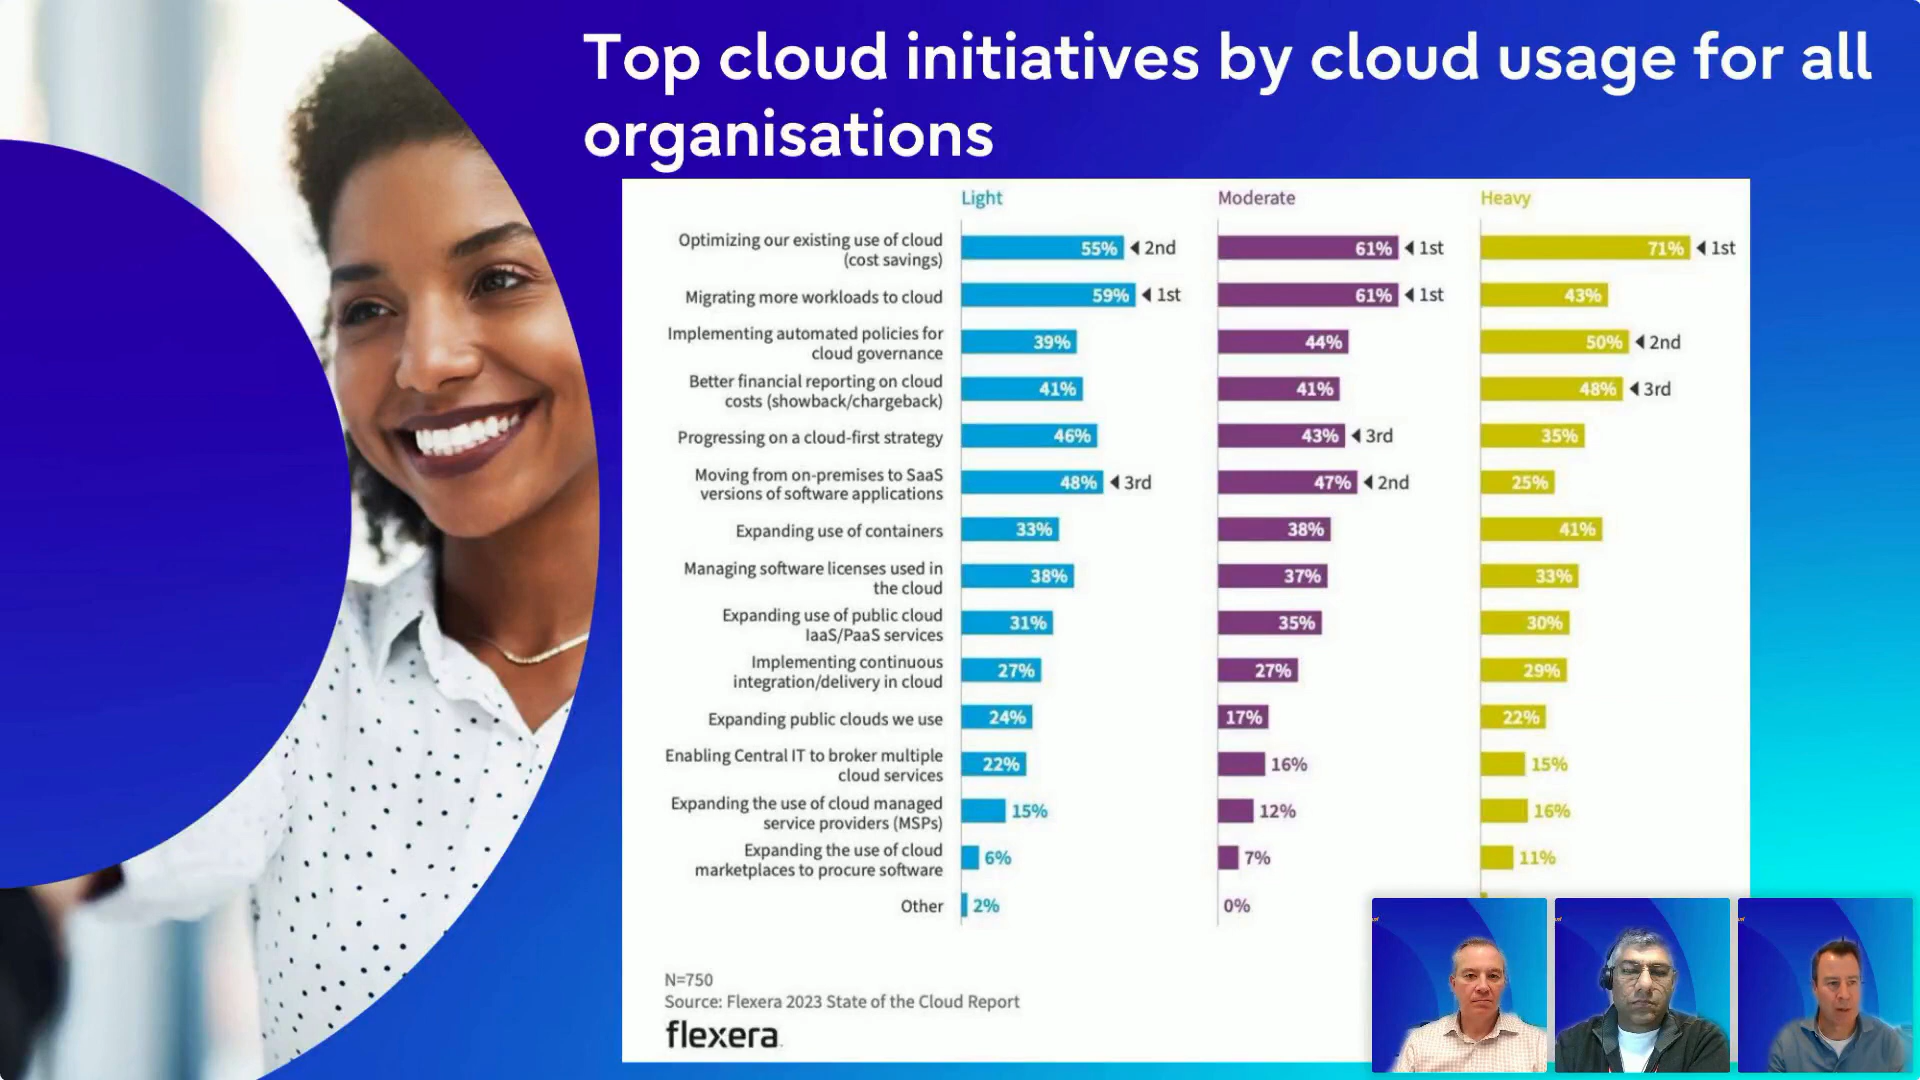 Top cloud initiatives by cloud usage for all
organisations
Light Moderate Heavy
Optimizing our existing use of cloud
(cost savings)
55% ◀ 2nd 61% ◀ 1st 71% ◀ 1st
Migrating more workloads to cloud
59% ◀ 1st 61% ◀ 1st 43%
Implementing automated policies for
cloud governance
39% 44% 50% ◀ 2nd
Better financial reporting on cloud
costs (showback/chargeback)
41% 41% 48% ◀ 3rd
Progressing on a cloud-first strategy
46% 43% ◀ 3rd 35%
Moving from on-premises to SaaS
versions of software applications
48% ◀ 3rd 47% ◀ 2nd 25%
Expanding use of containers
33% 38% 41%
Managing software licenses used in
the cloud
38% 37% 33%
Expanding use of public cloud
IaaS/PaaS services
31% 35% 30%
Implementing continuous
integration/delivery in cloud
27% 27% 29%
Expanding public clouds we use
24% 17% 22%
Enabling Central IT to broker multiple
cloud services
22% 16% 15%
Expanding the use of cloud managed
service providers (MSPs)
15% 12% 16%
Expanding the use of cloud
marketplaces to procure software
6% 7% 11%
Other
2% 0%
N=750
Source: Flexera 2023 State of the Cloud Report
flexera